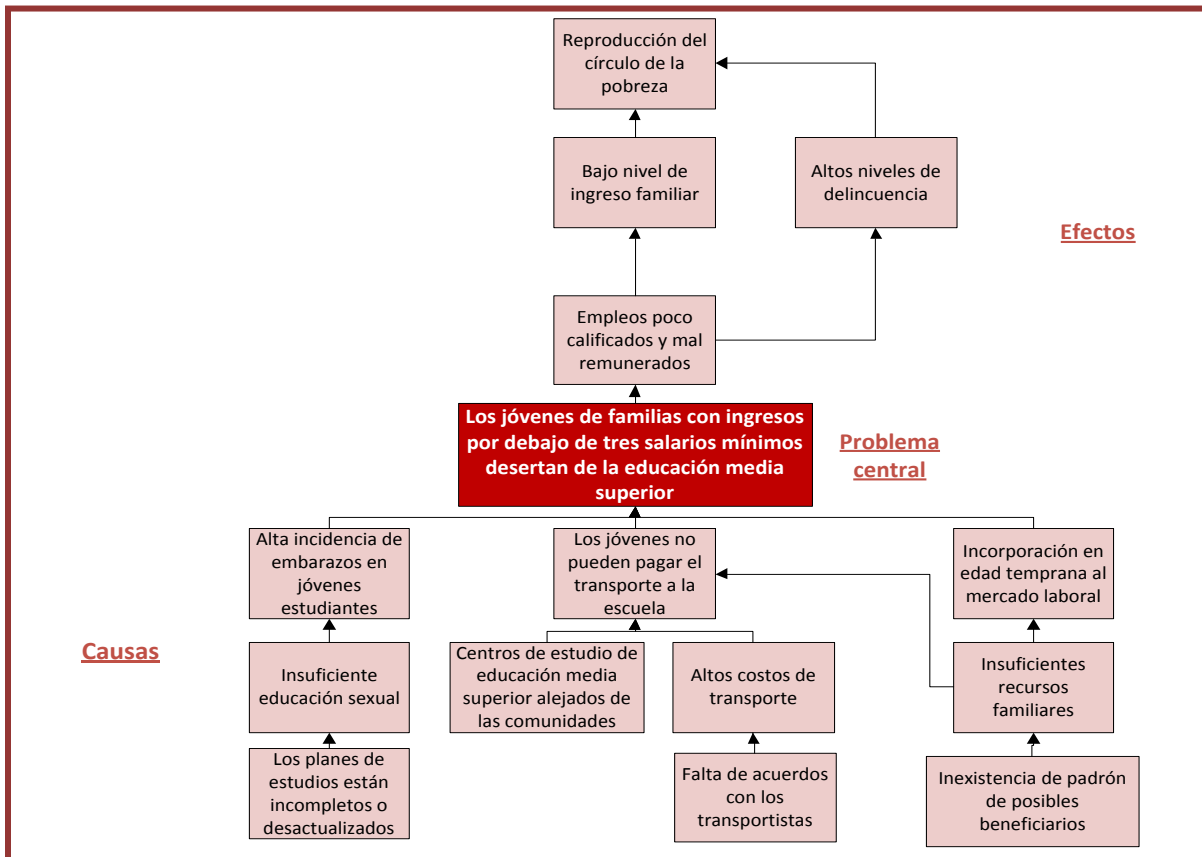 Reproducción del
círculo de la
pobreza
Bajo nivel de
ingreso familiar
Altos niveles de
delincuencia
Efectos
Empleos poco
calificados y mal
remunerados
Los jóvenes de familias con ingresos
por debajo de tres salarios mínimos
desertan de la educación media
superior
Problema
central
Alta incidencia de
embarazos en
jóvenes
estudiantes
Los jóvenes no
pueden pagar el
transporte a la
escuela
Incorporación en
edad temprana al
mercado laboral
Causas
Insuficiente
educación sexual
Centros de estudio de
educación media
superior alejados de
las comunidades
Altos costos de
transporte
Insuficientes
recursos
familiares
Los planes de
estudios están
incompletos o
desactualizados
Falta de acuerdos
con los
transportistas
Inexistencia de padrón
de posibles
beneficiarios